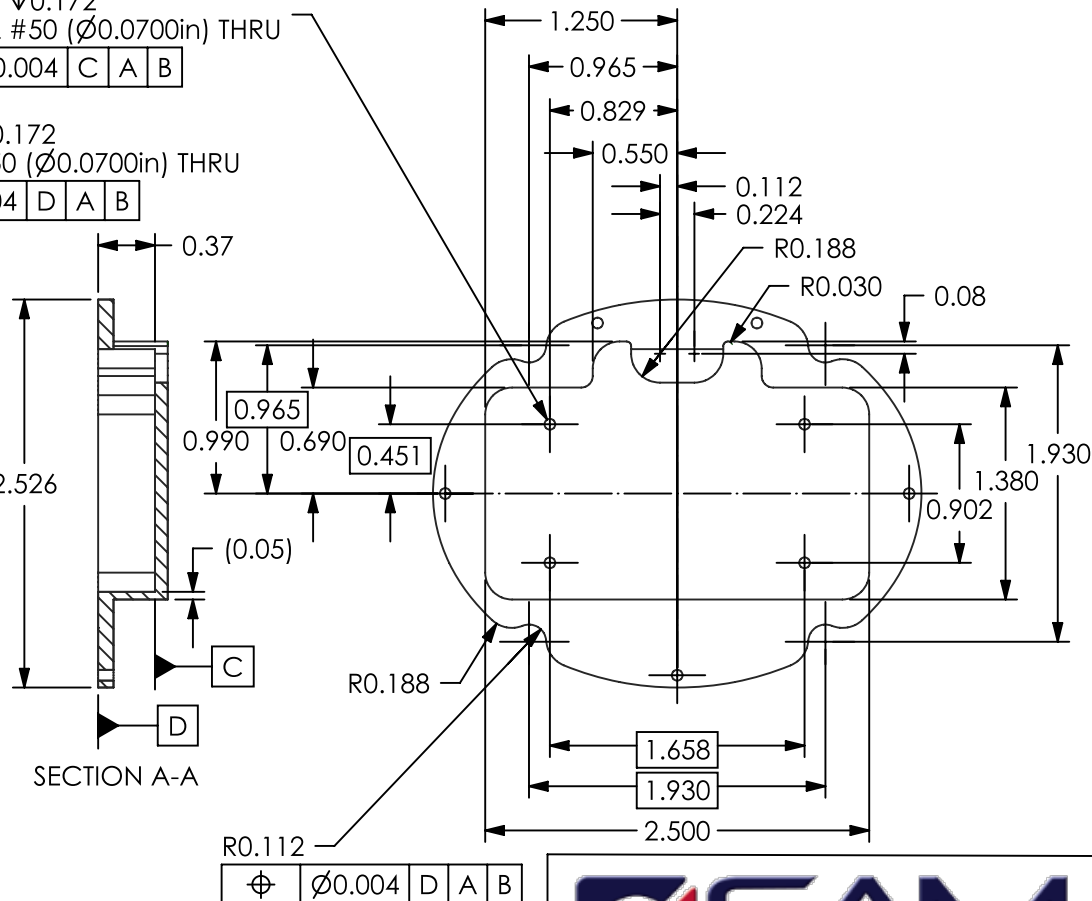 ↧0.172
#50 (Ø0.0700in) THRU
0.004 C A B
0.172
50 (Ø0.0700in) THRU
04 D A B
1.250
0.965
0.829
0.550
0.112
0.224
R0.188
R0.030
0.08
0.37
0.965
0.990
0.690
0.451
2.526
1.930
1.380
0.902
(0.05)
C
R0.188
D
SECTION A-A
1.658
1.930
2.500
R0.112
⌖ Ø0.004 D A B